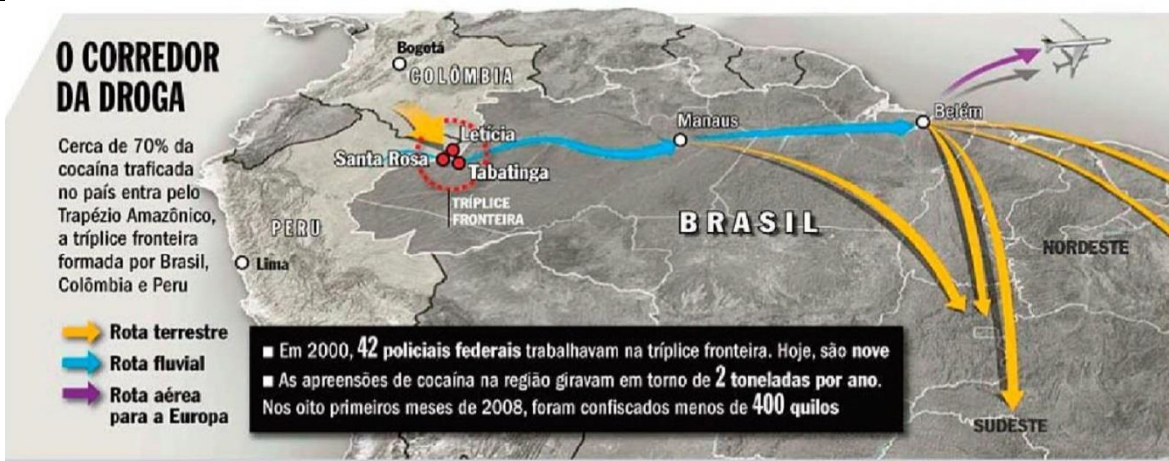 O CORREDOR
DA DROGA
Cerca de 70% da
cocaína traficada
no país entra pelo
Trapézio Amazônico,
a tríplice fronteira
formada por Brasil,
Colômbia e Peru
Rota terrestre
Rota fluvial
Rota aérea
para a Europa
Bogotá
COLÔMBIA
Letícia
Santa Rosa
Tabatinga
TRÍPLICE
FRONTEIRA
PERU
Lima
Manaus
Belém
BRASIL
NORDESTE
SUDESTE
■ Em 2000, 42 policiais federais trabalhavam na tríplice fronteira. Hoje, são nove
■ As apreensões de cocaína na região giravam em torno de 2 toneladas por ano.
Nos oito primeiros meses de 2008, foram confiscados menos de 400 quilos